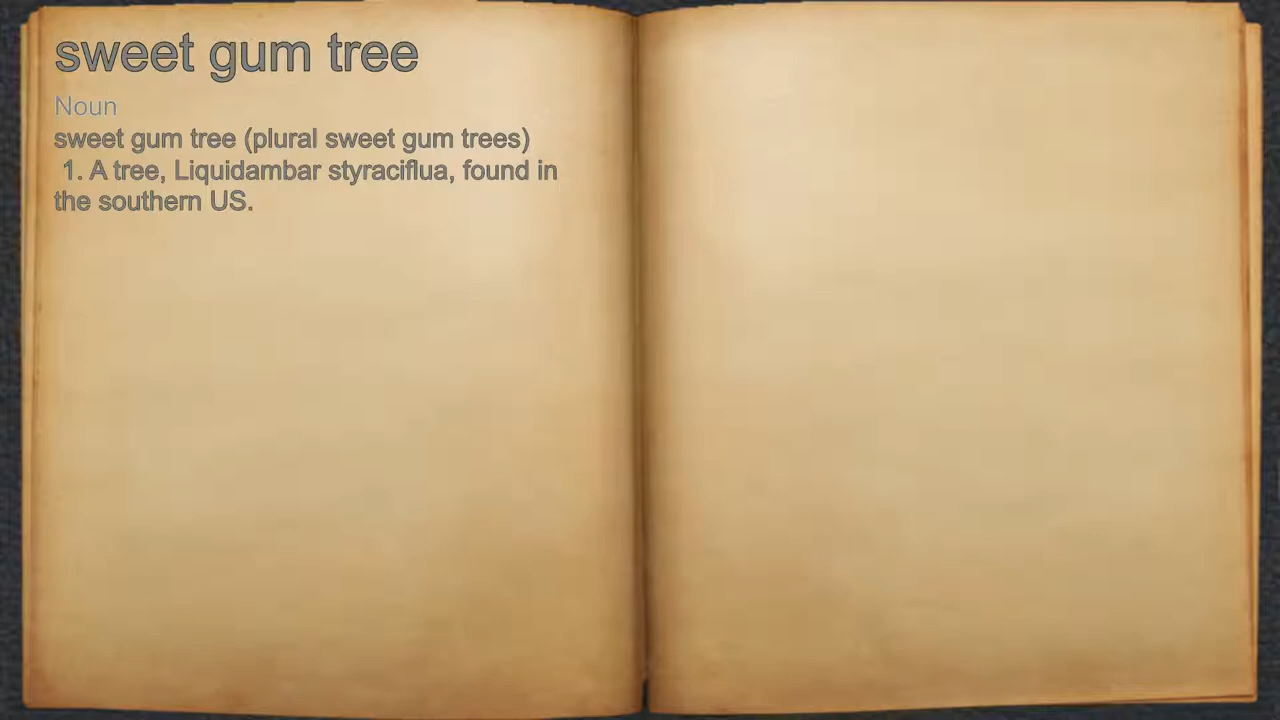 sweet gum tree
Noun
sweet gum tree (plural sweet gum trees)
1. A tree, Liquidambar styraciflua, found in
the southern US.